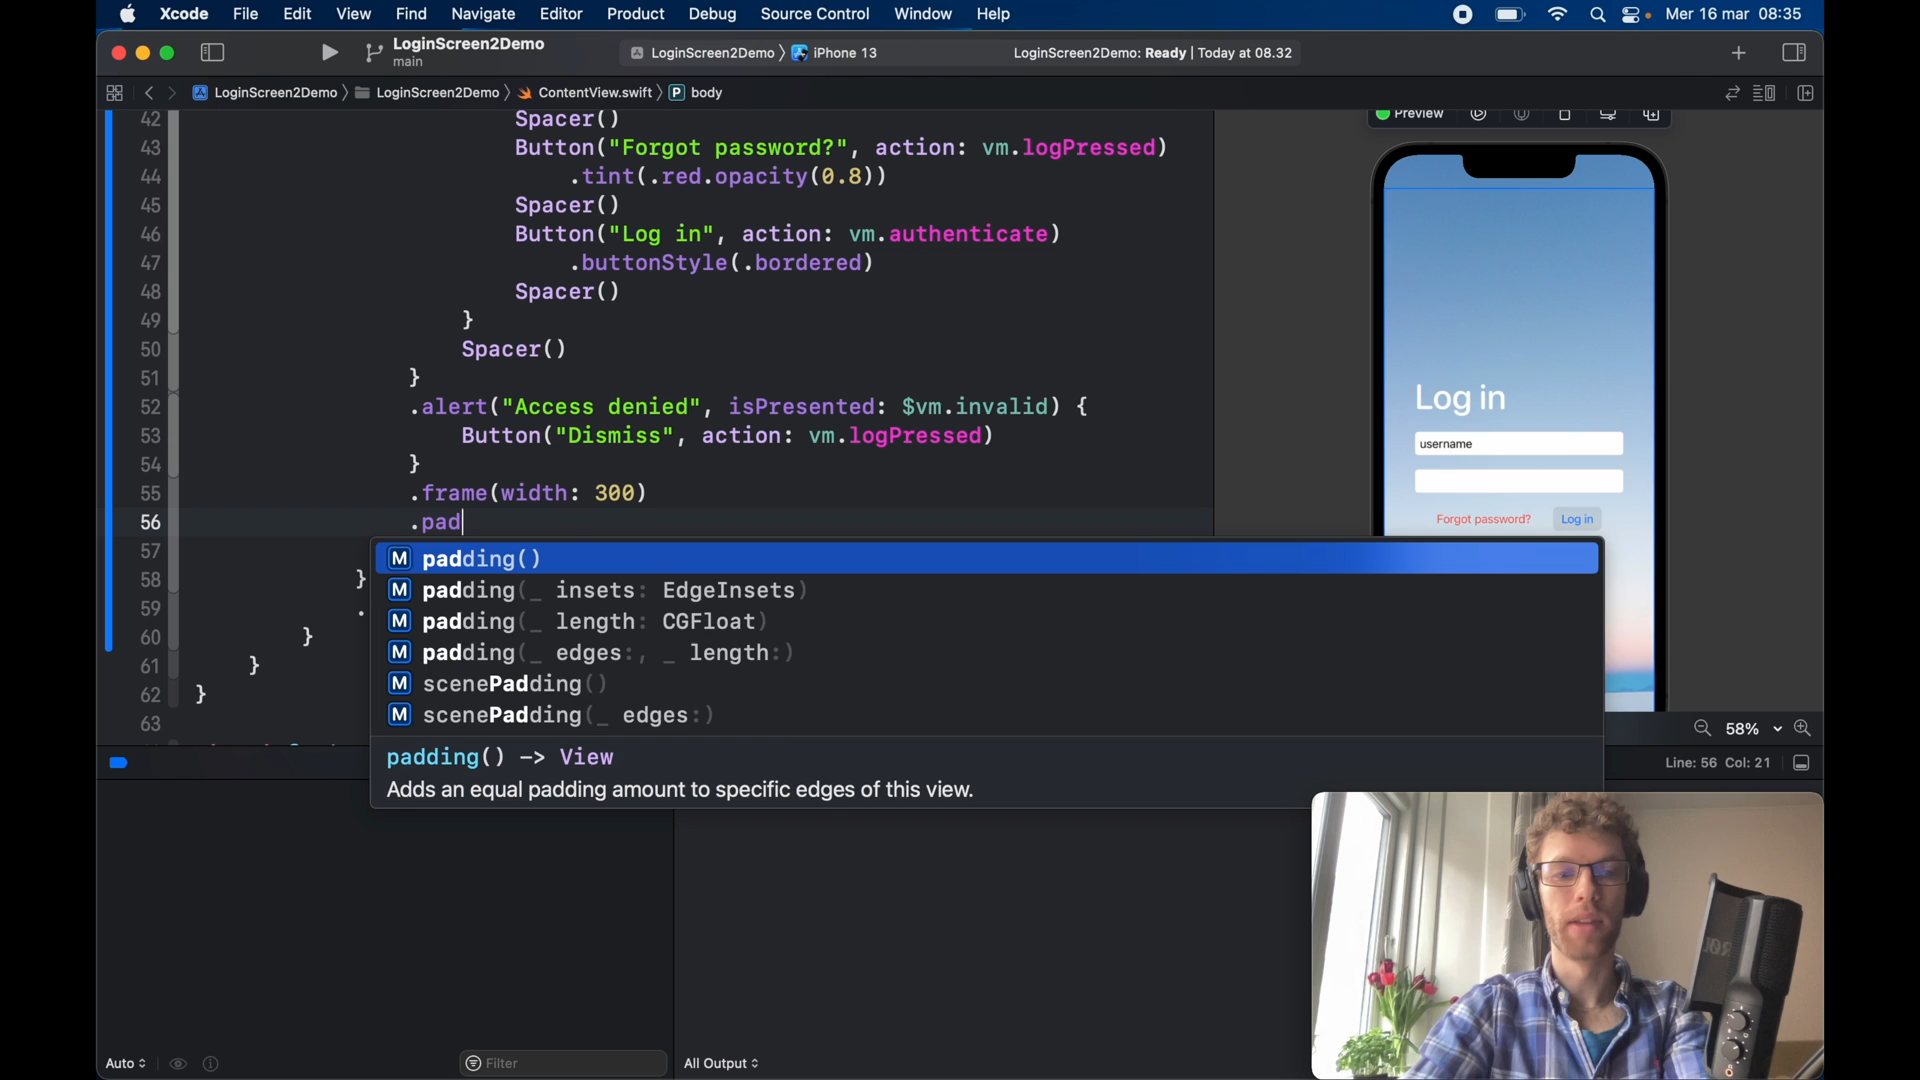 Xcode File Edit View Find Navigate Editor Product Debug Source Control Window Help Mer 16 mar 08:35
LoginScreen2Demo
main
LoginScreen2Demo 〉 iPhone 13
LoginScreen2Demo: Ready | Today at 08.32
LoginScreen2Demo 〉 LoginScreen2Demo 〉 ContentView.swift 〉 P body
42 Spacer()
43 Button("Forgot password?", action: vm.logPressed)
44 .tint(.red.opacity(0.8))
45 Spacer()
46 Button("Log in", action: vm.authenticate)
47 .buttonStyle(.bordered)
48 Spacer()
49 }
50 Spacer()
51 }
52 .alert("Access denied", isPresented: $vm.invalid) {
53 Button("Dismiss", action: vm.logPressed)
54 }
55 .frame(width: 300)
56 .pad
57
58 }
59 .
60 }
61 }
62 }
63
M padding()
M padding(_ insets: EdgeInsets)
M padding(_ length: CGFloat)
M padding(_ edges:, _ length:)
M scenePadding()
M scenePadding(_ edges:)
padding() -> View
Adds an equal padding amount to specific edges of this view.
Preview
Log in
username
Forgot password? Log in
58%
Line: 56 Col: 21
Auto
Filter
All Output